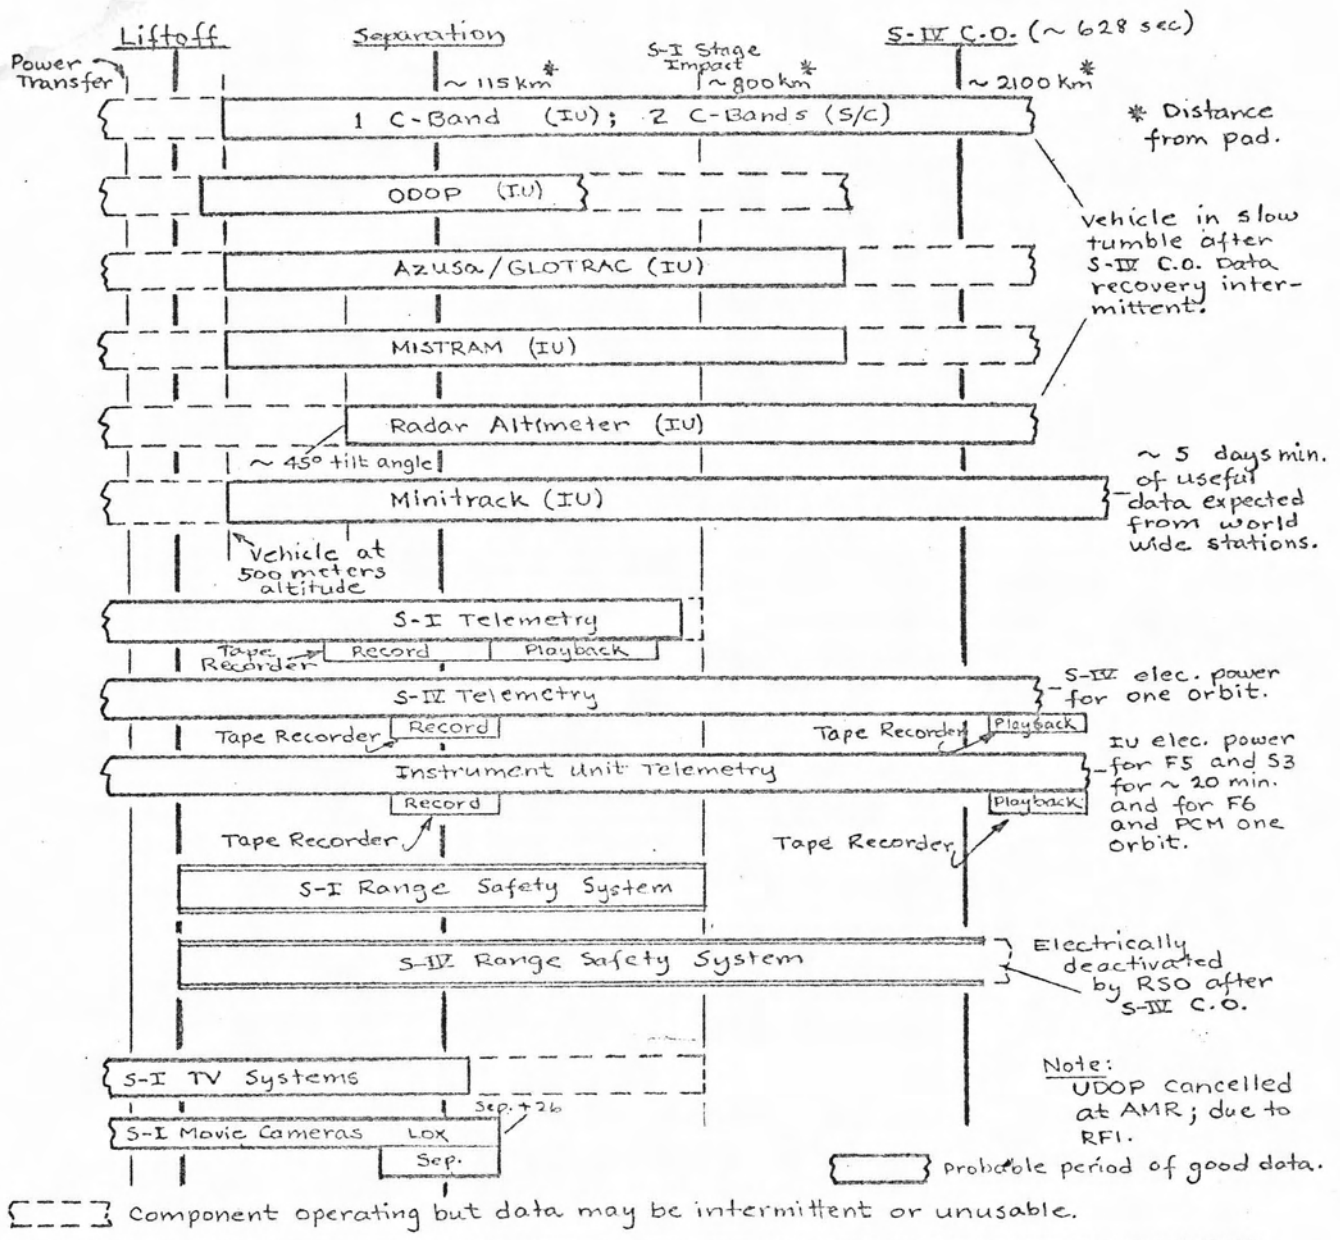 Liftoff
Separation
S-IV C.O. (~ 628 sec)
Power
Transfer
S-I Stage
Impact
~ 115 km*
~ 800 km*
~ 2100 km*
* Distance
from pad.
1 C-Band (IU); 2 C-Bands (S/C)
ODOP (IU)
Azusa/GLOTRAC (IU)
MISTRAM (IU)
Radar Altimeter (IU)
~ 45° tilt angle
Minitrack (IU)
Vehicle in slow
tumble after
S-IV C.O. Data
recovery inter-
mittent.
~ 5 days min.
of useful
data expected
from world
wide stations.
Vehicle at
500 meters
altitude
S-I Telemetry
Tape
Recorder
Record
Playback
S-IV Telemetry
S-IV elec. power
for one orbit.
Tape Recorder
Record
Tape Recorder
Playback
Instrument Unit Telemetry
IU elec. power
for F5 and S3
for ~ 20 min.
and for F6
and PCM one
orbit.
Record
Playback
Tape Recorder
Tape Recorder
S-I Range Safety System
S-IV Range Safety System
Electrically
deactivated
by RSO after
S-IV C.O.
S-I TV Systems
Sep. + 26
S-I Movie Cameras LOX
Sep.
Note:
UDOP cancelled
at AMR; due to
RFI.
probable period of good data.
Component operating but data may be intermittent or unusable.